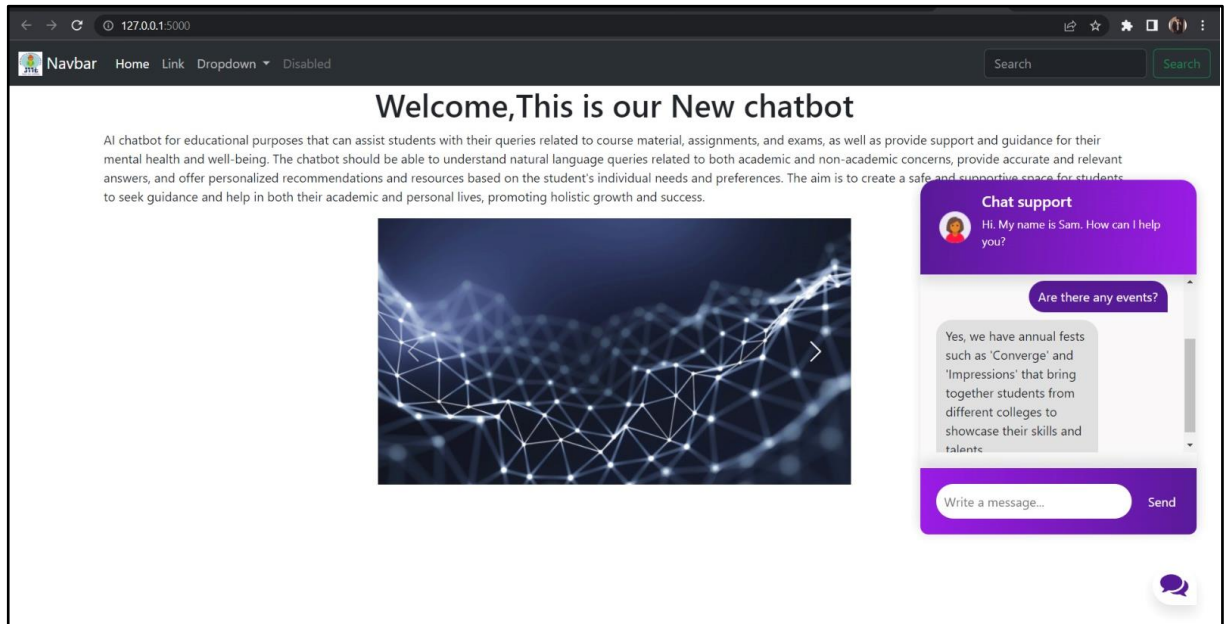 127.0.0.1:5000
Navbar Home Link Dropdown Disabled Search Search
Welcome,This is our New chatbot
AI chatbot for educational purposes that can assist students with their queries related to course material, assignments, and exams, as well as provide support and guidance for their
mental health and well-being. The chatbot should be able to understand natural language queries related to both academic and non-academic concerns, provide accurate and relevant
answers, and offer personalized recommendations and resources based on the student's individual needs and preferences. The aim is to create a safe and supportive space for students
to seek guidance and help in both their academic and personal lives, promoting holistic growth and success.
Chat support
Hi. My name is Sam. How can I help
you?
Are there any events?
Yes, we have annual fests
such as 'Converge' and
'Impressions' that bring
together students from
different colleges to
showcase their skills and
talents
Write a message...
Send